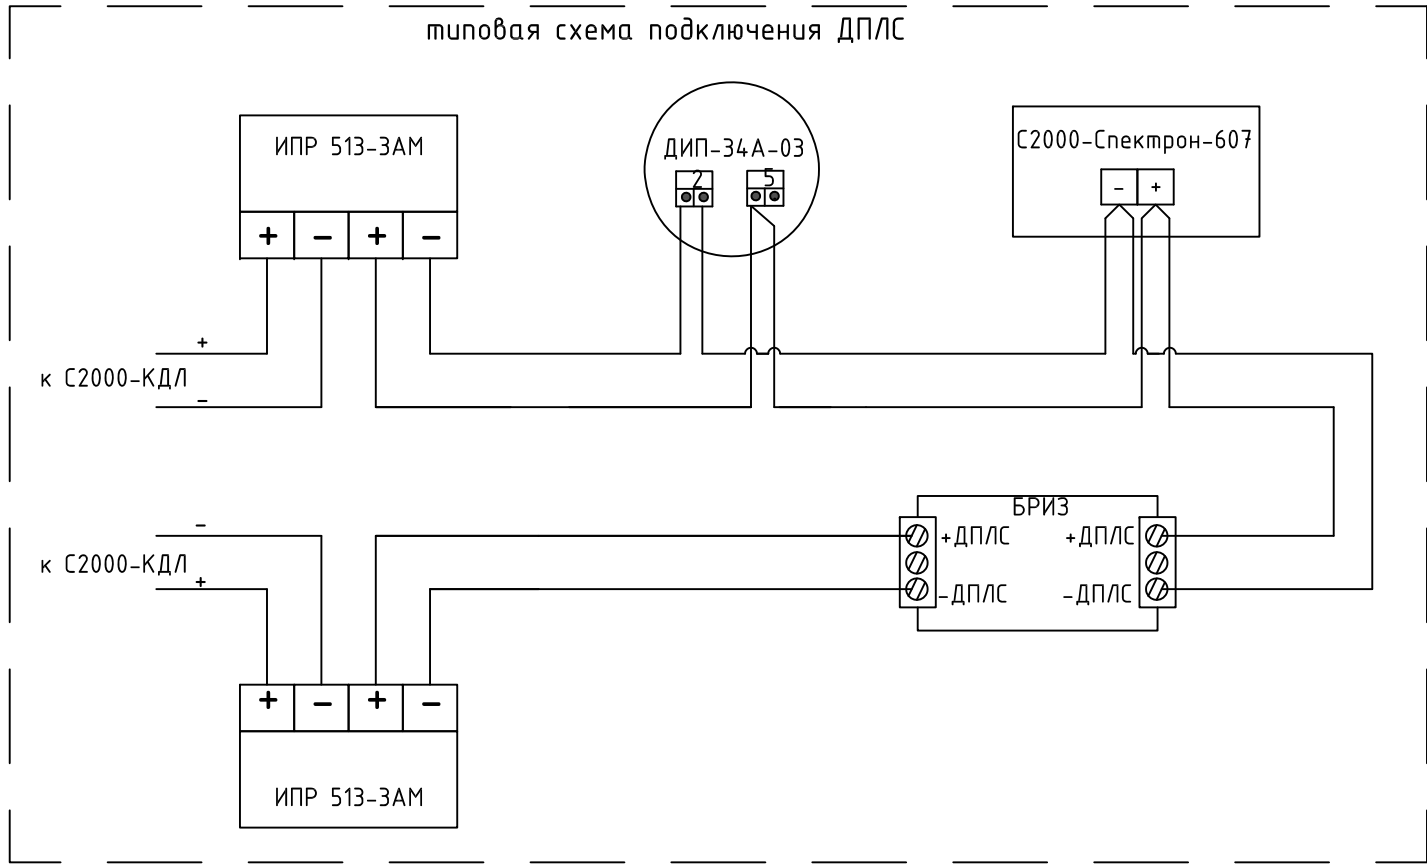 типовая схема подключения ДПЛС
ИПР 513-3АМ
+ − + −
ДИП-34А-03
2 5
С2000-Спектрон-607
− +
+
к С2000-КДЛ
−
−
к С2000-КДЛ
+
БРИЗ
+ДПЛС +ДПЛС
-ДПЛС -ДПЛС
+ − + −
ИПР 513-3АМ